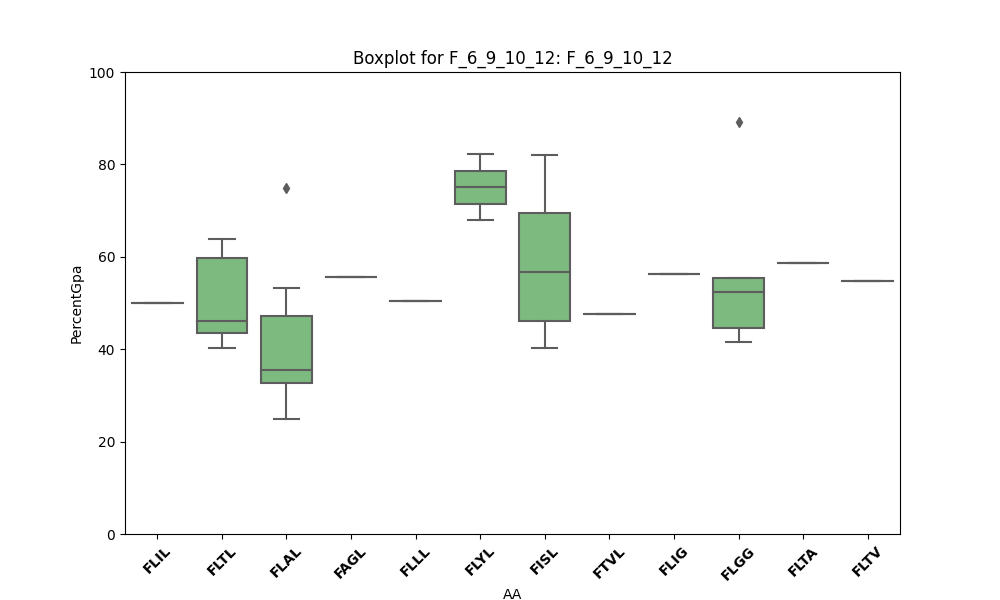 Boxplot for F_6_9_10_12: F_6_9_10_12
100
80
60
40
20
0
PercentGpa
FLIL FLTL FLAL FAGL FLLL FLYL FISL FTVL FLIG FLGG FLTA FLTV
AA